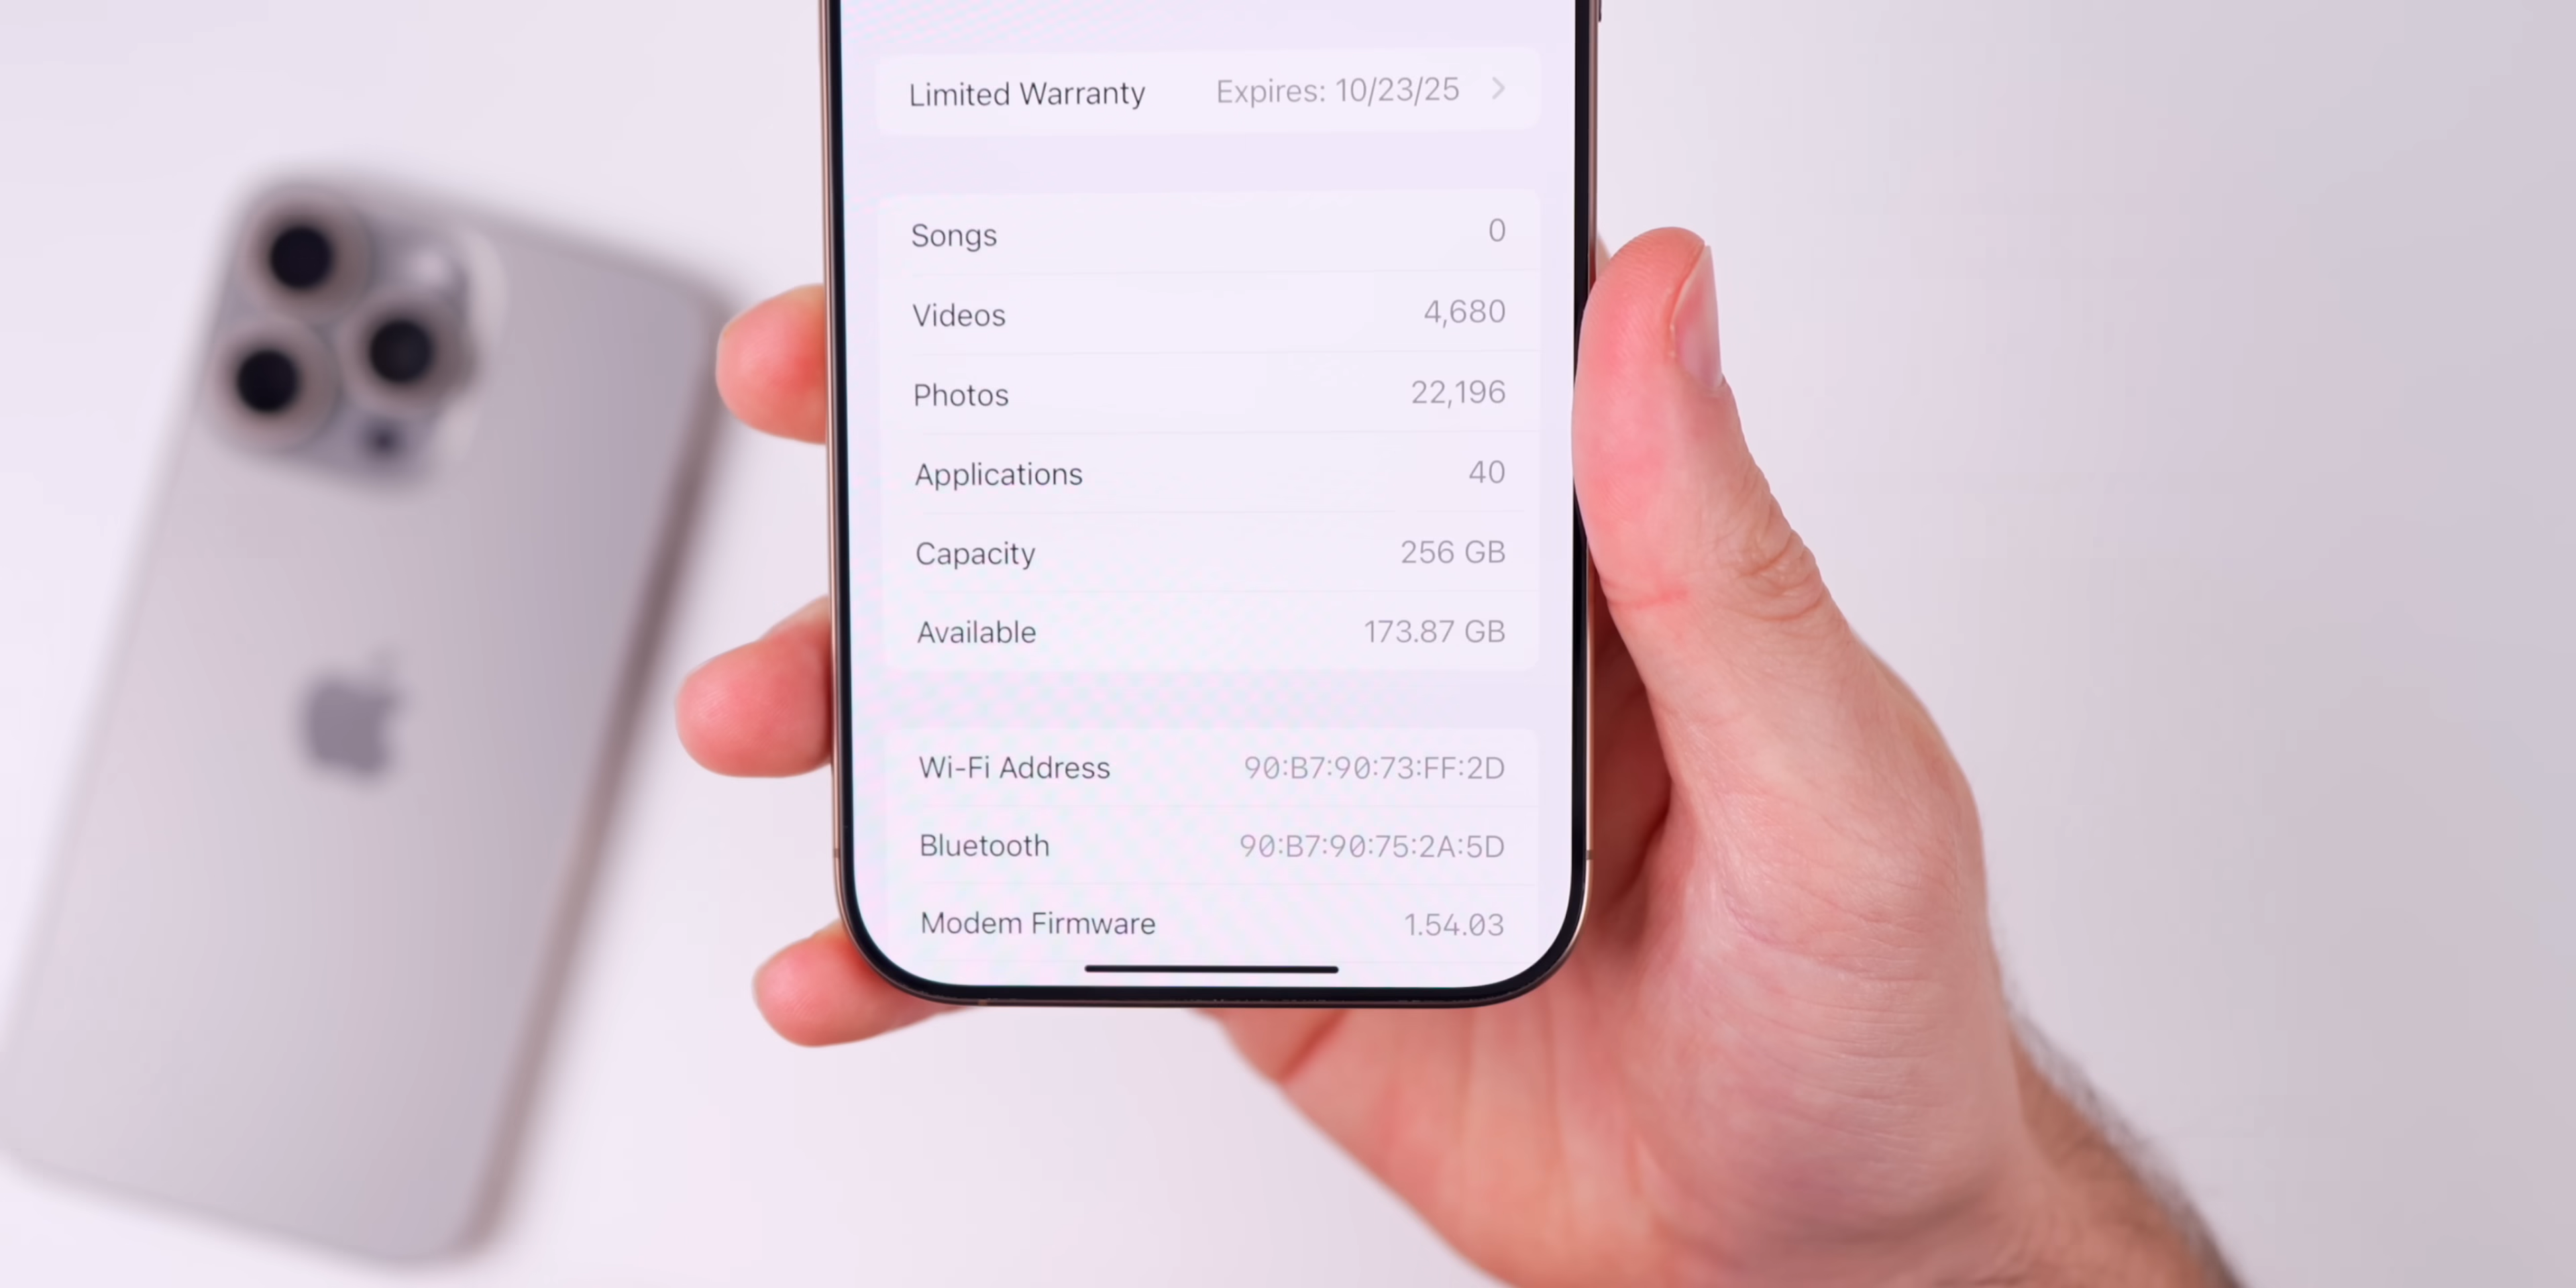 Limited Warranty Expires: 10/23/25
Songs 0
Videos 4,680
Photos 22,196
Applications 40
Capacity 256 GB
Available 173.87 GB
Wi-Fi Address 90:B7:90:73:FF:2D
Bluetooth 90:B7:90:75:2A:5D
Modem Firmware 1.54.03